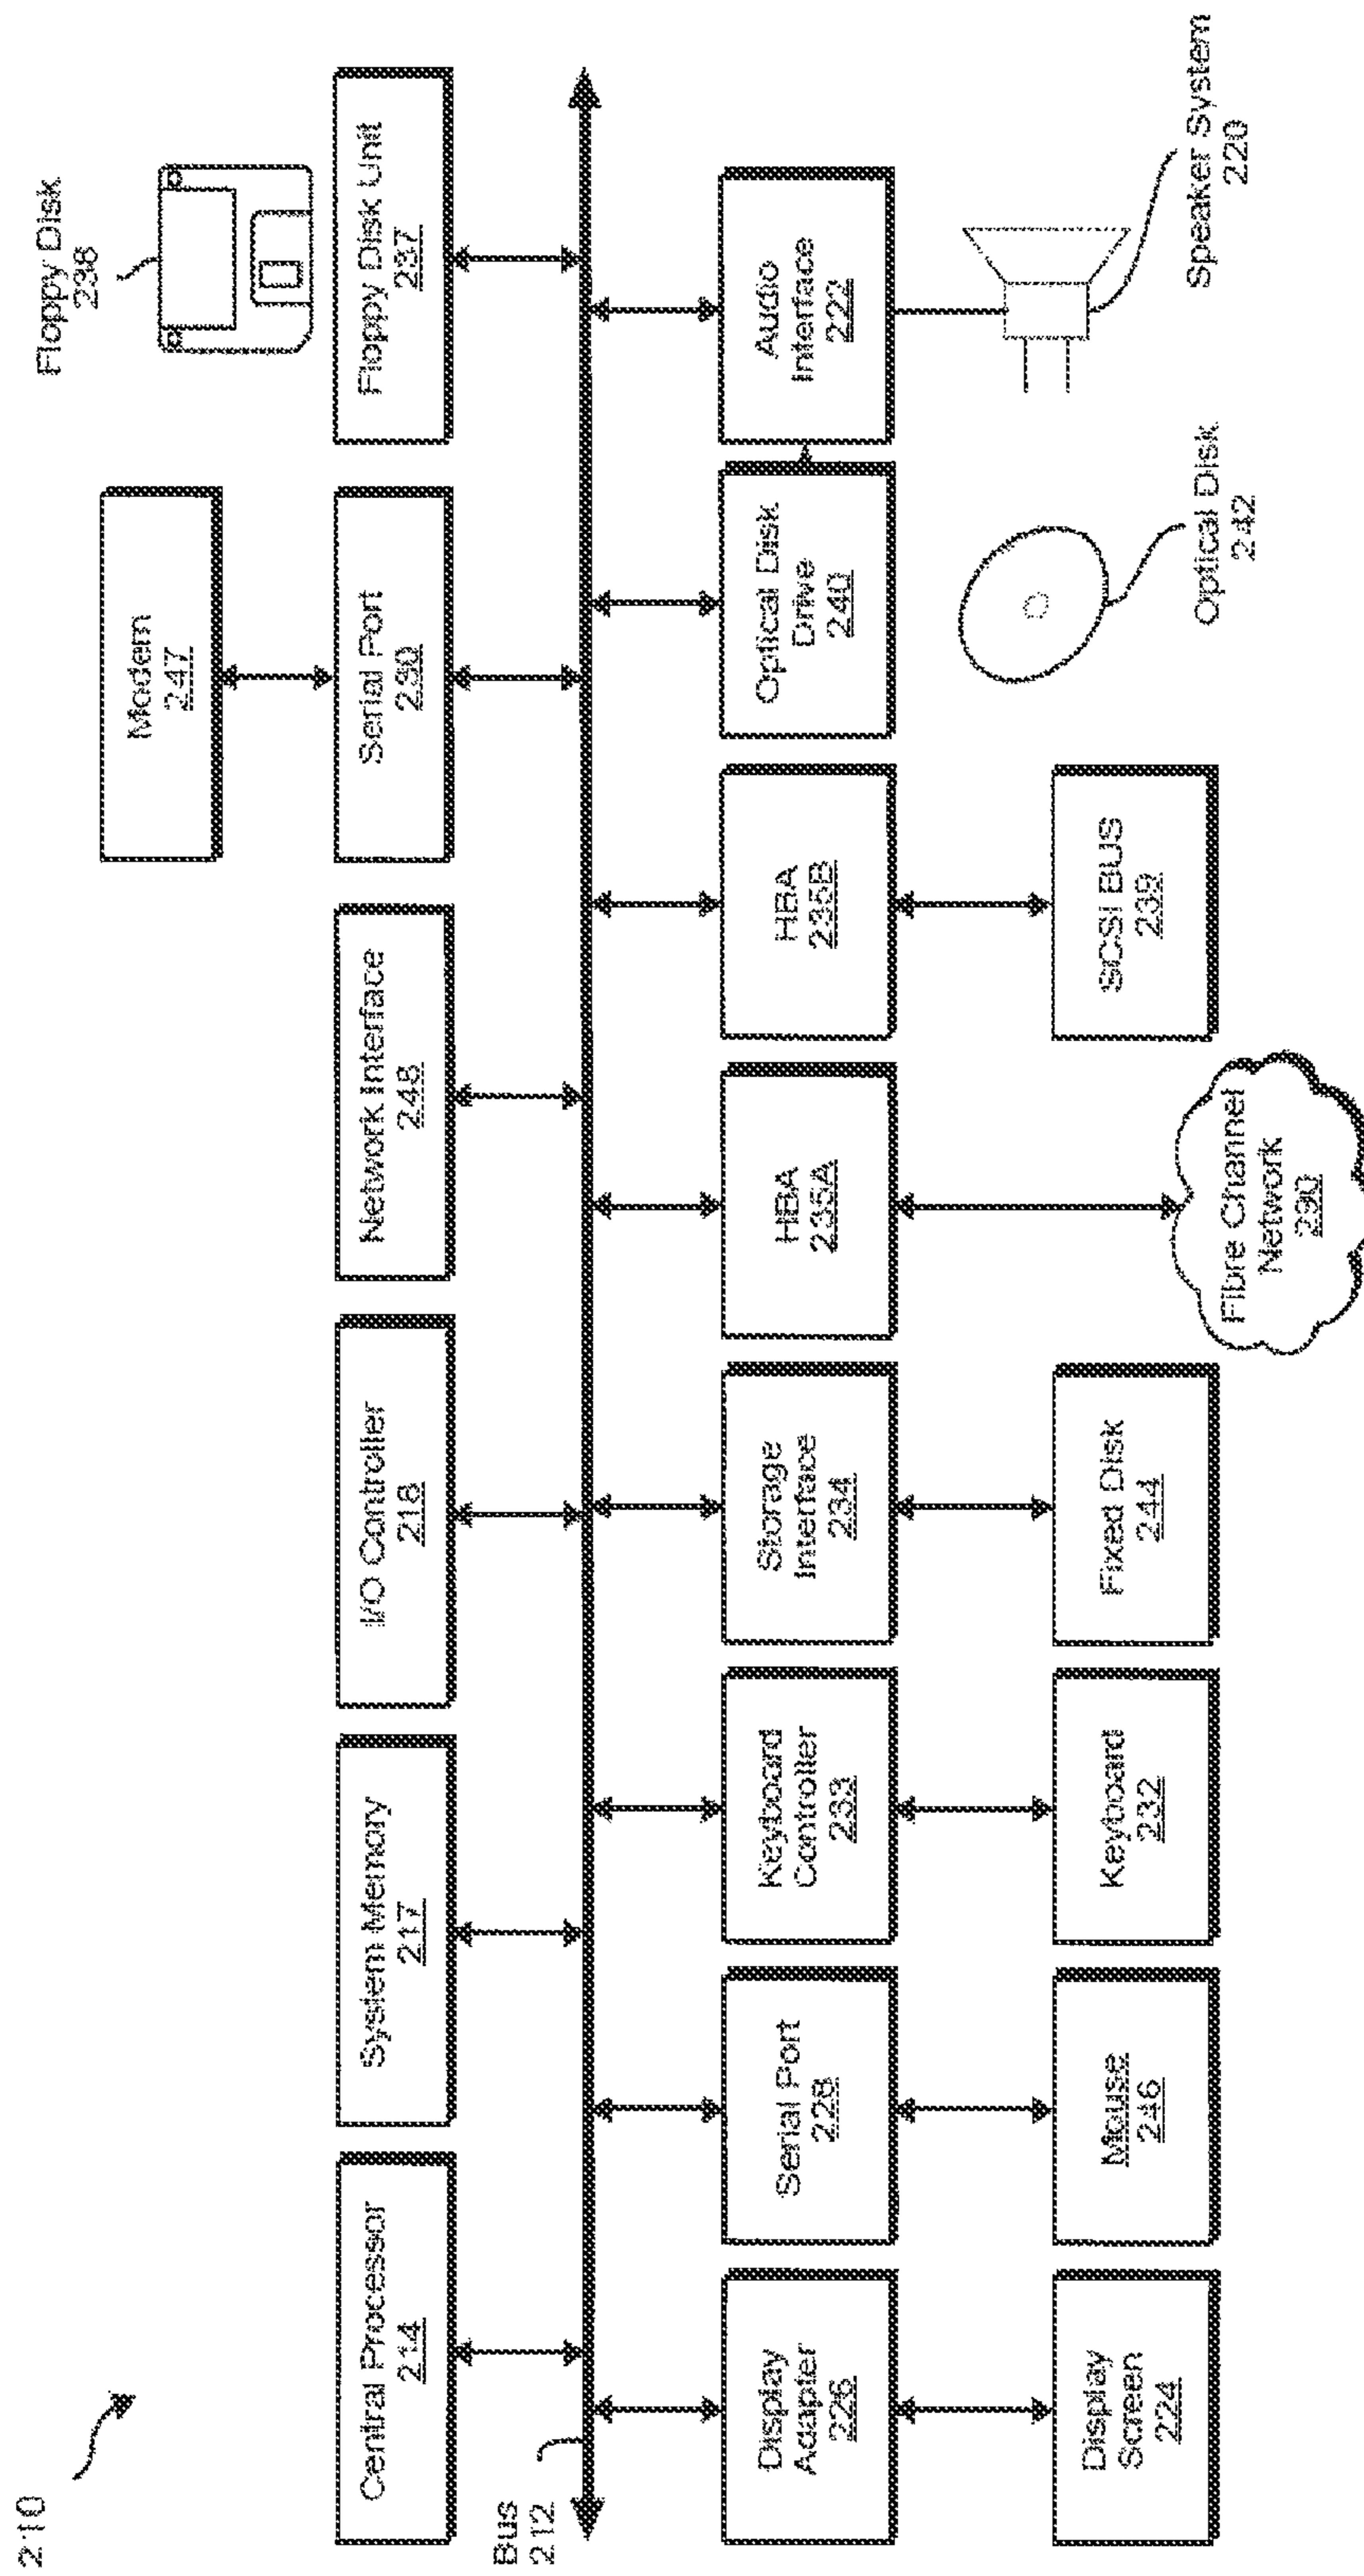 210
Modem
247
Floppy Disk
238
Central Processor
214
System Memory
217
I/O Controller
218
Network Interface
248
Serial Port
230
Floppy Disk Unit
237
Bus
212
Display
Adapter
226
Serial Port
228
Keyboard
Controller
233
Storage
Interface
234
HBA
235A
HBA
235B
Optical Disk
Drive
240
Audio
Interface
222
Display
Screen
224
Mouse
246
Keyboard
232
Fixed Disk
244
Fibre Channel
Network
290
SCSI BUS
239
Optical Disk
242
Speaker System
220